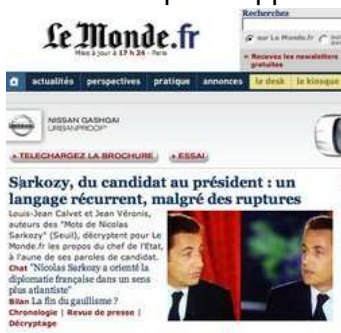 Recherchez
Le Monde.fr
Mise à jour à 17 h 24 - Paris
sur Le Monde.fr
Recevez les newsletters
gratuites
actualités perspectives pratique annonces le desk le kiosque
NISSAN QASHQAI
URBANPROOF
TELECHARGEZ LA BROCHURE ESSAI
Sarkozy, du candidat au président : un
langage récurrent, malgré des ruptures
Louis-Jean Calvet et Jean Véronis,
auteurs des "Mots de Nicolas
Sarkozy" (Seuil), décryptent pour Le
Monde.fr les propos du chef de l'Etat,
à l'aune de ses paroles de candidat.
Chat "Nicolas Sarkozy a orienté la
diplomatie française dans un sens
plus atlantiste"
Bilan La fin du gaullisme ?
Chronologie | Revue de presse |
Décryptage